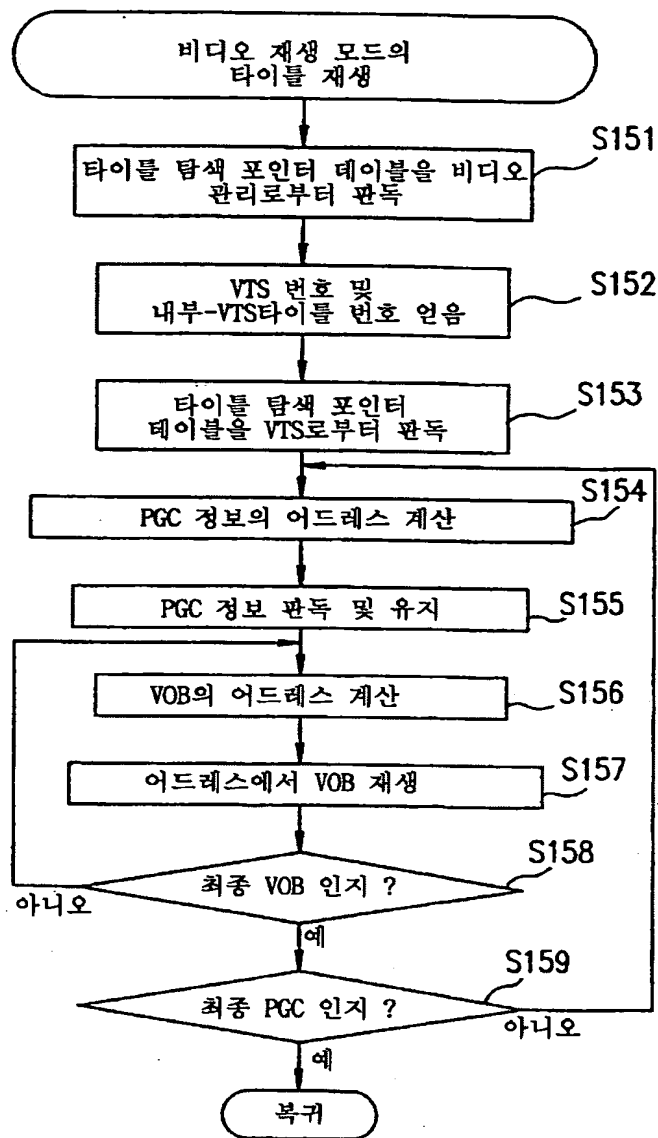 비디오 재생 모드의
타이틀 재생
S151
타이틀 탐색 포인터 테이블을 비디오
관리로부터 판독
S152
VTS 번호 및
내부-VTS타이틀 번호 얻음
S153
타이틀 탐색 포인터
테이블을 VTS로부터 판독
S154
PGC 정보의 어드레스 계산
S155
PGC 정보 판독 및 유지
S156
VOB의 어드레스 계산
S157
어드레스에서 VOB 재생
S158
최종 VOB 인지 ?
아니오
예
S159
최종 PGC 인지 ?
아니오
예
복귀